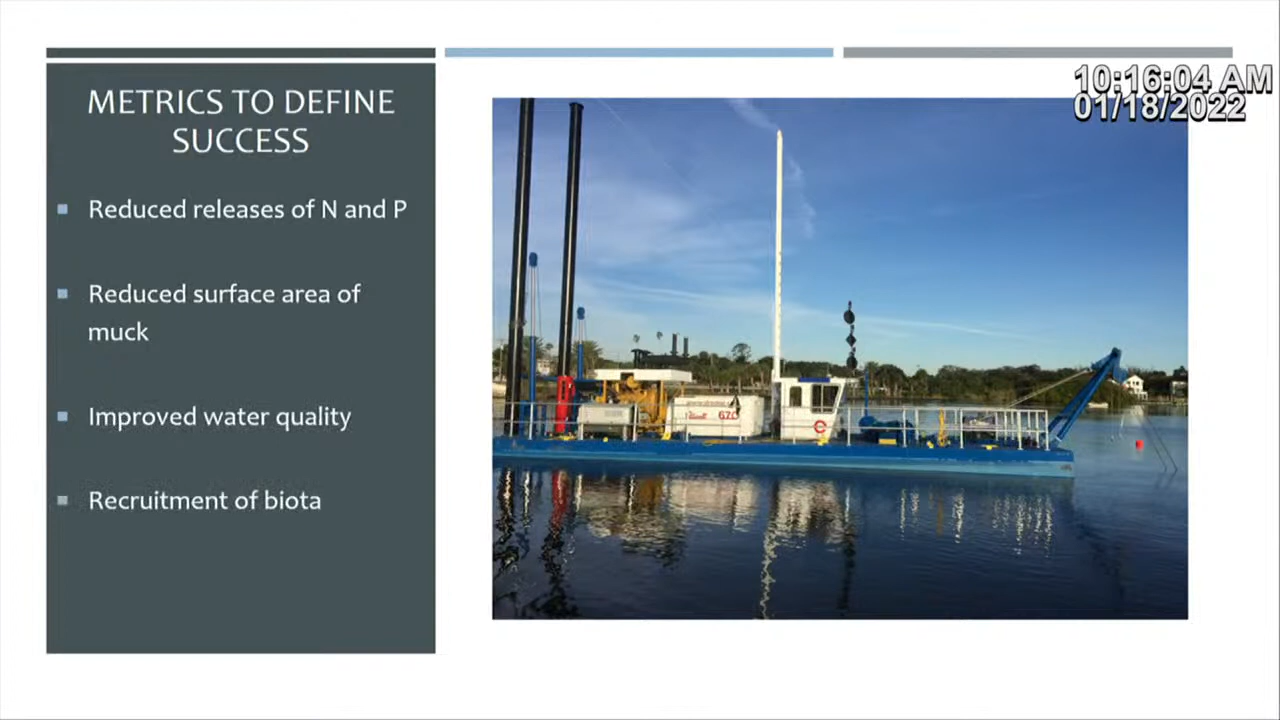 METRICS TO DEFINE
SUCCESS
Reduced releases of N and P
Reduced surface area of
muck
Improved water quality
Recruitment of biota
10:16:04 AM
01/18/2022